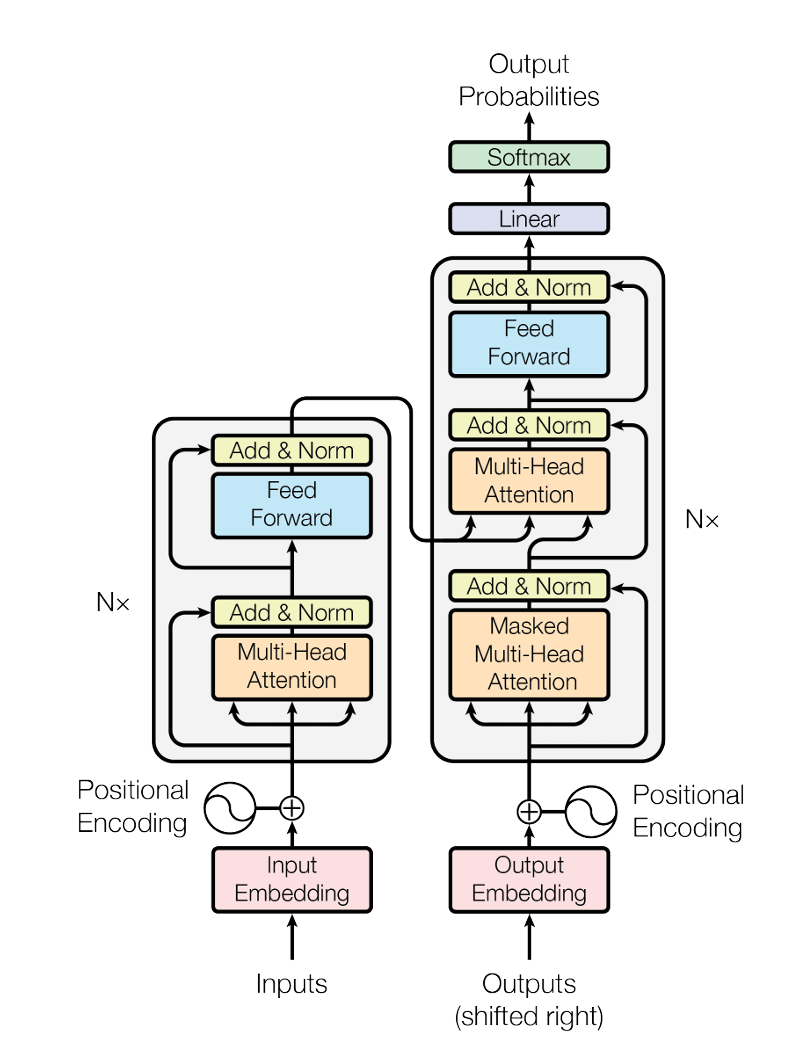 Output
Probabilities
Softmax
Linear
Add & Norm
Feed
Forward
Add & Norm
Multi-Head
Attention
Add & Norm
Masked
Multi-Head
Attention
N×
Positional
Encoding
Output
Embedding
Outputs
(shifted right)
Add & Norm
Feed
Forward
Add & Norm
Multi-Head
Attention
N×
Positional
Encoding
Input
Embedding
Inputs